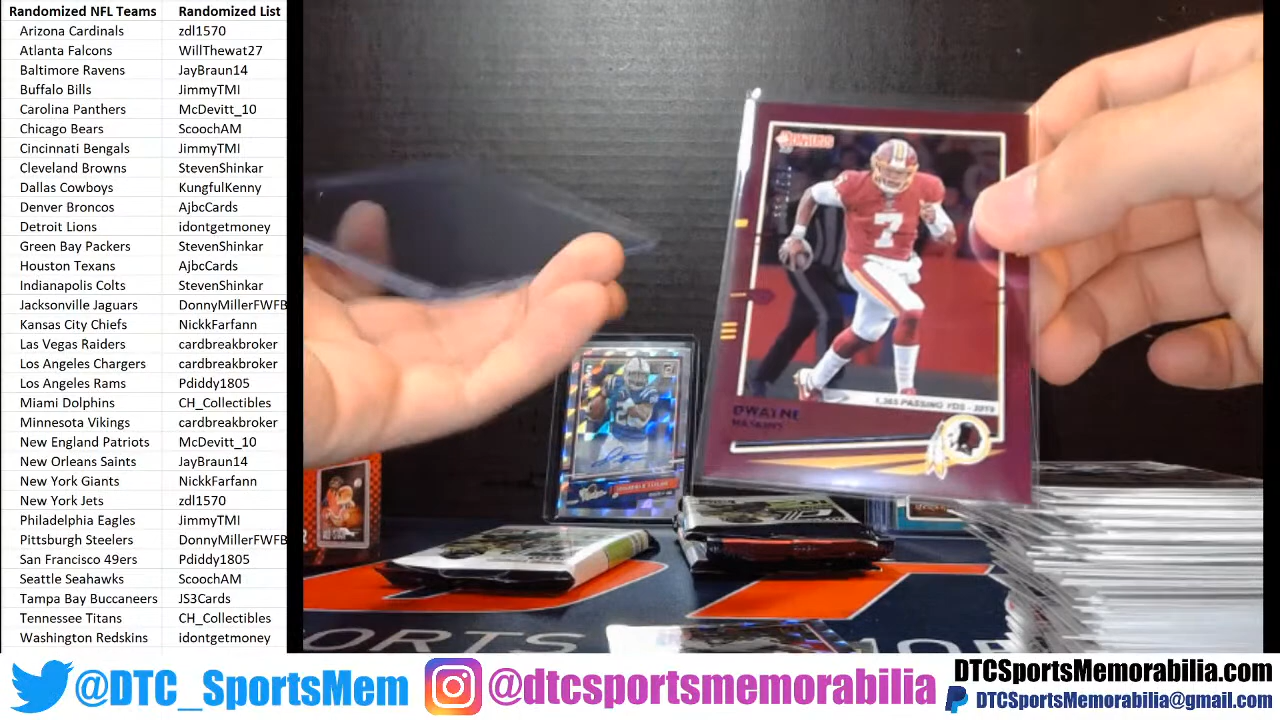 Randomized NFL Teams Randomized List
Arizona Cardinals zdl1570
Atlanta Falcons WillThewat27
Baltimore Ravens JayBraun14
Buffalo Bills JimmyTMI
Carolina Panthers McDevitt_10
Chicago Bears ScoochAM
Cincinnati Bengals JimmyTMI
Cleveland Browns StevenShinkar
Dallas Cowboys KungfulKenny
Denver Broncos AjbcCards
Detroit Lions idontgetmoney
Green Bay Packers StevenShinkar
Houston Texans AjbcCards
Indianapolis Colts StevenShinkar
Jacksonville Jaguars DonnyMillerFWFB
Kansas City Chiefs NickkFarfann
Las Vegas Raiders cardbreakbroker
Los Angeles Chargers cardbreakbroker
Los Angeles Rams Pdiddy1805
Miami Dolphins CH_Collectibles
Minnesota Vikings cardbreakbroker
New England Patriots McDevitt_10
New Orleans Saints JayBraun14
New York Giants NickkFarfann
New York Jets zdl1570
Philadelphia Eagles JimmyTMI
Pittsburgh Steelers DonnyMillerFWFB
San Francisco 49ers Pdiddy1805
Seattle Seahawks ScoochAM
Tampa Bay Buccaneers JS3Cards
Tennessee Titans CH_Collectibles
Washington Redskins idontgetmoney
DONRUSS
7
PASSING YDS - 2019
DWAYNE
HASKINS
ORTS MOR
@DTC_SportsMem
@dtcsportsmemorabilia
DTCSportsMemorabilia.com
DTCSportsMemorabilia@gmail.com